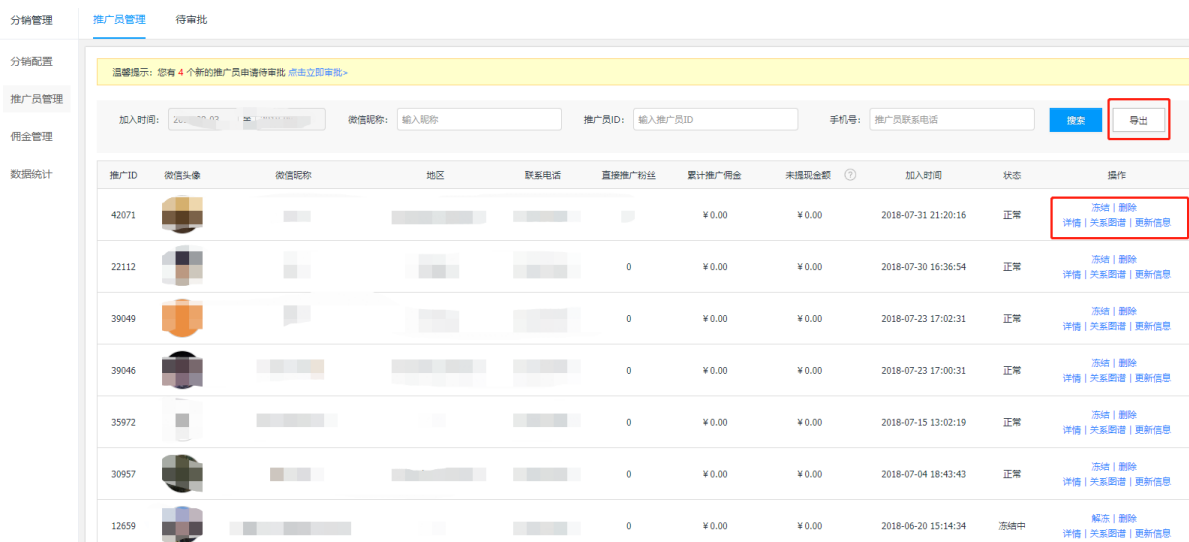 分销管理 推广员管理 待审批
分销配置
温馨提示：您有 4 个新的推广员申请待审批 点击立即审批>
推广员管理
加入时间： 至 微信昵称： 输入昵称 推广员ID： 输入推广员ID 手机号： 推广员联系电话 搜索 导出
佣金管理
数据统计
推广ID 微信头像 微信昵称 地区 联系电话 直接推广粉丝 累计推广佣金 未提现金额 ? 加入时间 状态 操作
42071 ￥0.00 ￥0.00 2018-07-31 21:20:16 正常 冻结 | 删除
详情 | 关系图谱 | 更新信息
22112 0 ￥0.00 ￥0.00 2018-07-30 16:36:54 正常 冻结 | 删除
详情 | 关系图谱 | 更新信息
39049 0 ￥0.00 ￥0.00 2018-07-23 17:02:31 正常 冻结 | 删除
详情 | 关系图谱 | 更新信息
39046 0 ￥0.00 ￥0.00 2018-07-23 17:00:31 正常 冻结 | 删除
详情 | 关系图谱 | 更新信息
35972 0 ￥0.00 ￥0.00 2018-07-15 13:02:19 正常 冻结 | 删除
详情 | 关系图谱 | 更新信息
30957 0 ￥0.00 ￥0.00 2018-07-04 18:43:43 正常 冻结 | 删除
详情 | 关系图谱 | 更新信息
12659 0 ￥0.00 ￥0.00 2018-06-20 15:14:34 冻结中 解冻 | 删除
详情 | 关系图谱 | 更新信息